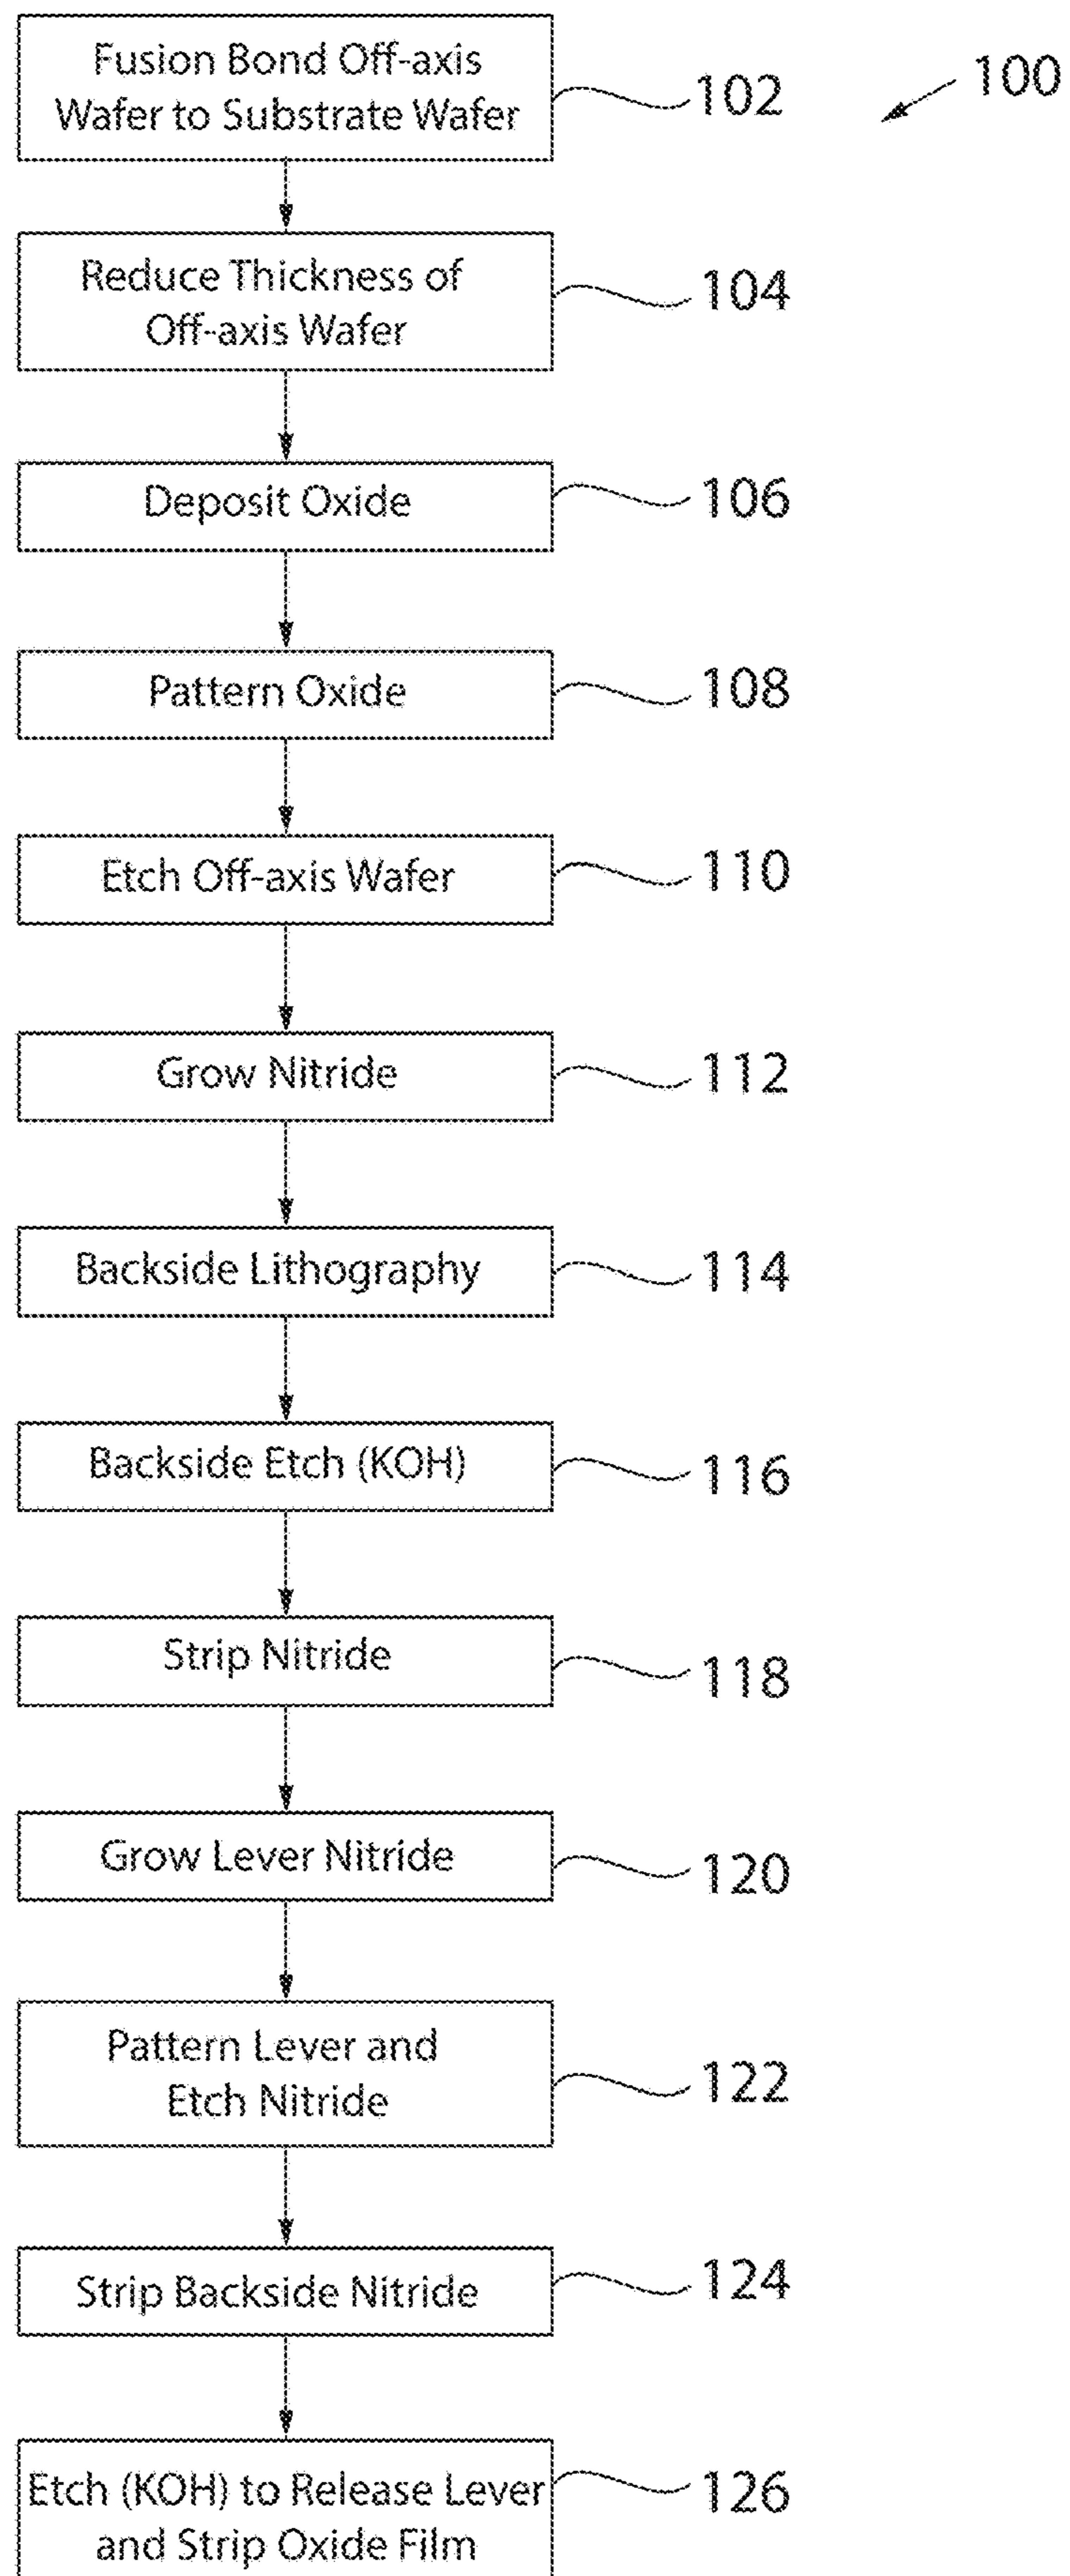 100
Fusion Bond Off-axis
Wafer to Substrate Wafer
102
Reduce Thickness of
Off-axis Wafer
104
Deposit Oxide
106
Pattern Oxide
108
Etch Off-axis Wafer
110
Grow Nitride
112
Backside Lithography
114
Backside Etch (KOH)
116
Strip Nitride
118
Grow Lever Nitride
120
Pattern Lever and
Etch Nitride
122
Strip Backside Nitride
124
Etch (KOH) to Release Lever
and Strip Oxide Film
126